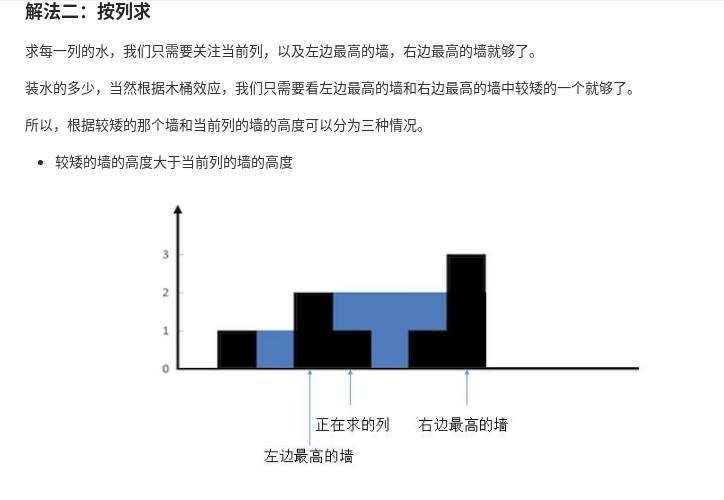 解法二：按列求
求每一列的水，我们只需要关注当前列，以及左边最高的墙，右边最高的墙就够了。
装水的多少，当然根据木桶效应，我们只需要看左边最高的墙和右边最高的墙中较矮的一个就够了。
所以，根据较矮的那个墙和当前列的墙的高度可以分为三种情况。
较矮的墙的高度大于当前列的墙的高度
3
2
1
0
正在求的列 右边最高的墙
左边最高的墙